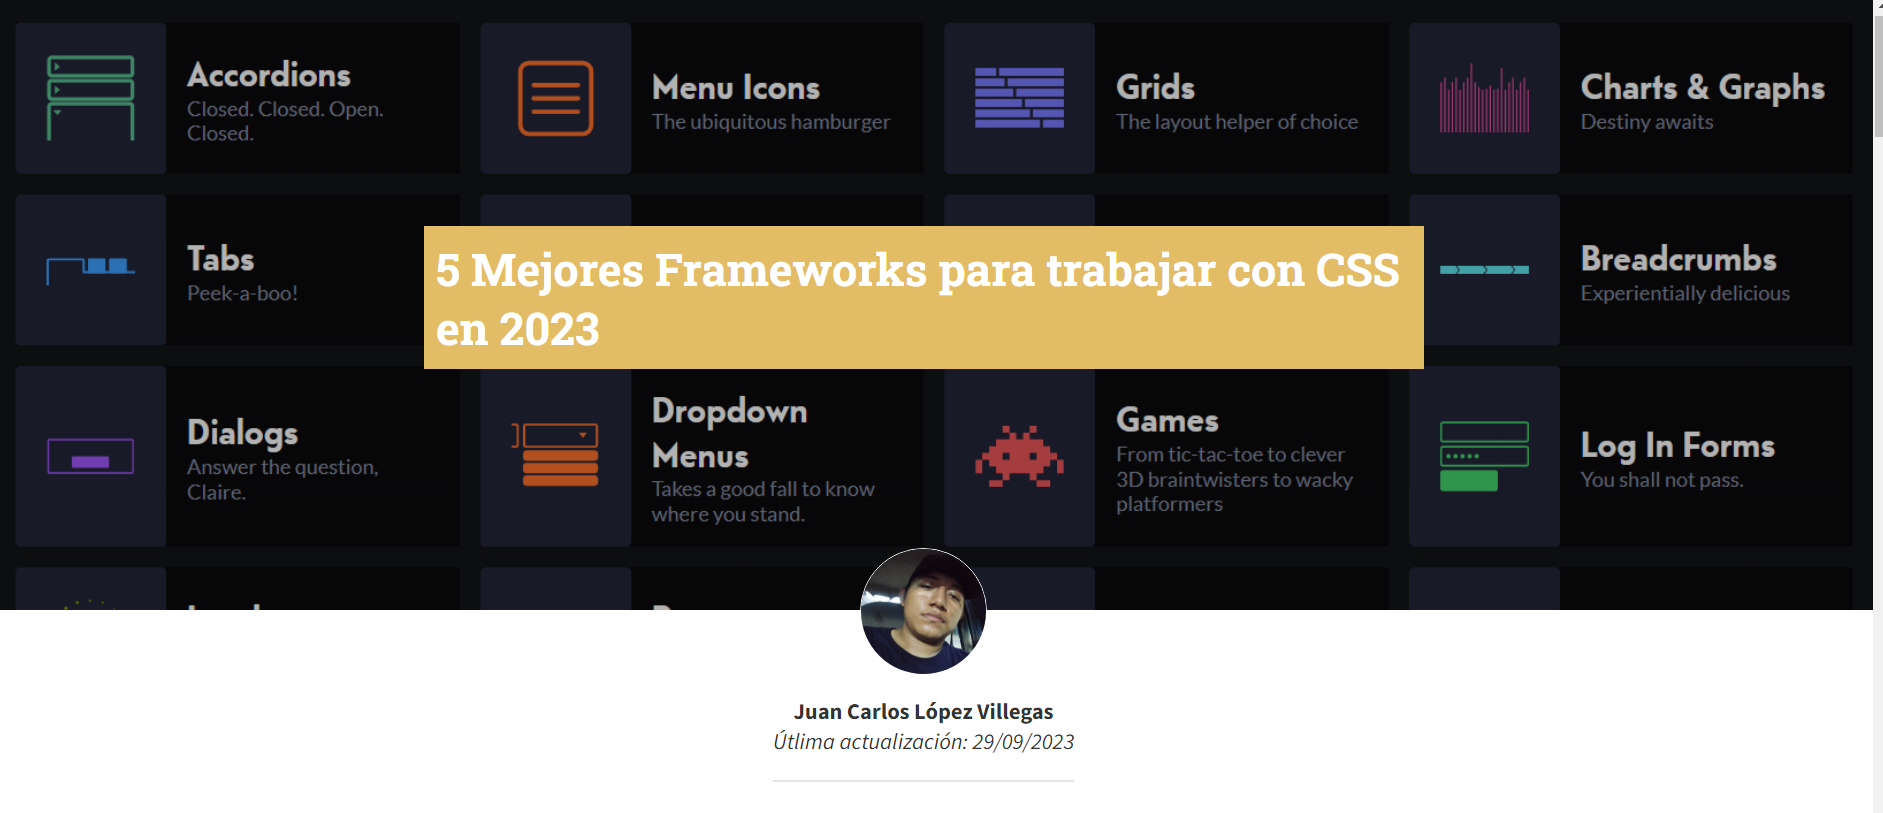 Accordions
Closed. Closed. Open.
Closed.
Menu Icons
The ubiquitous hamburger
Grids
The layout helper of choice
Charts & Graphs
Destiny awaits
Tabs
Peek-a-boo!
5 Mejores Frameworks para trabajar con CSS
en 2023
Breadcrumbs
Experientially delicious
Dialogs
Answer the question,
Claire.
Dropdown
Menus
Takes a good fall to know
where you stand.
Games
From tic-tac-toe to clever
3D braintwisters to wacky
platformers
Log In Forms
You shall not pass.
Juan Carlos López Villegas
Útlima actualización: 29/09/2023